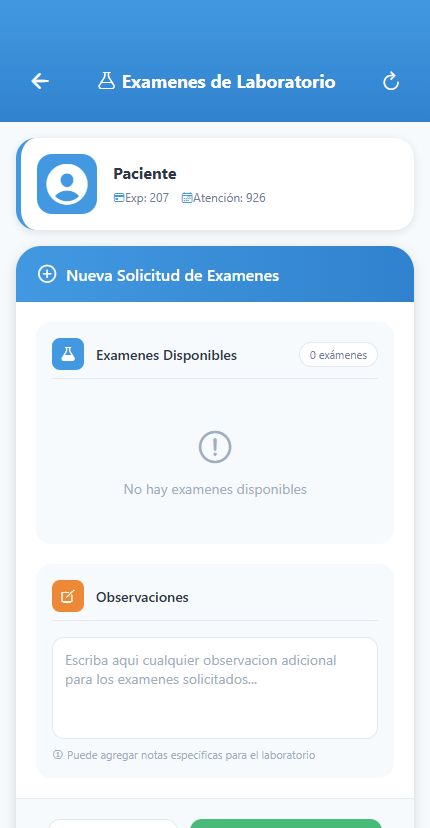 Examenes de Laboratorio
Paciente
Exp: 207 Atención: 926
Nueva Solicitud de Examenes
Examenes Disponibles 0 exámenes
No hay examenes disponibles
Observaciones
Escriba aqui cualquier observacion adicional
para los examenes solicitados...
Puede agregar notas específicas para el laboratorio